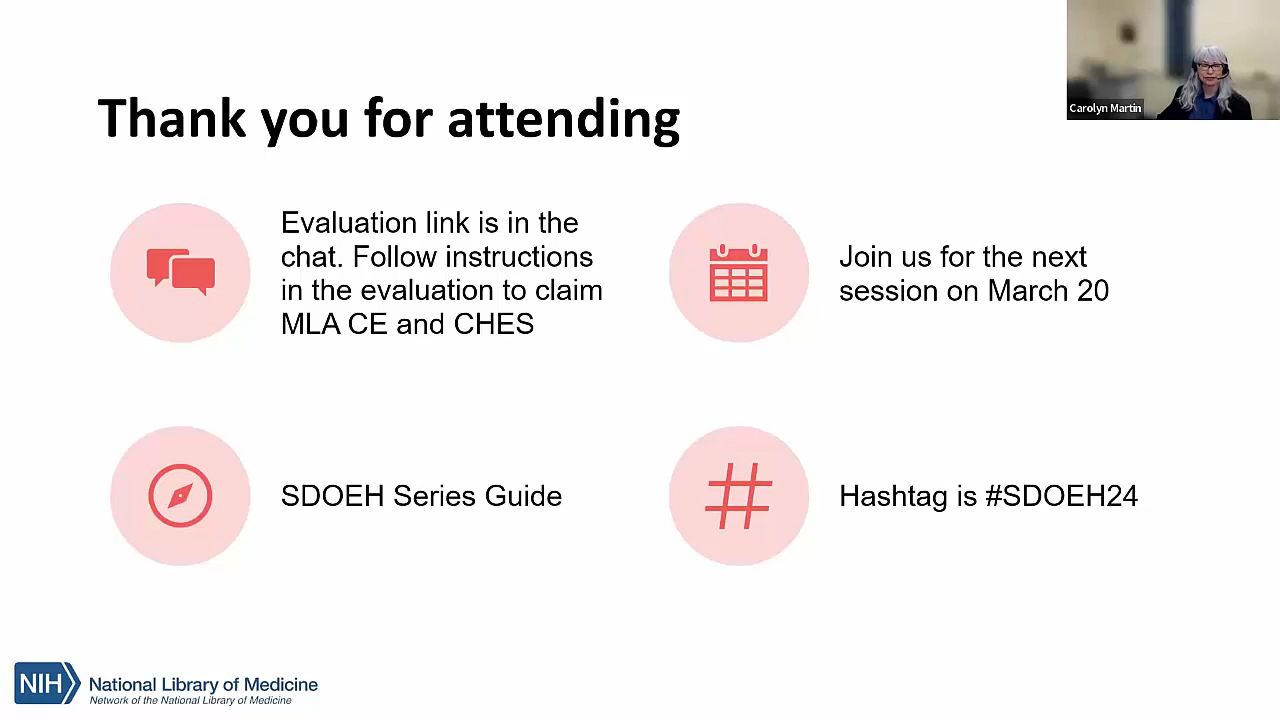 Carolyn Martin
Thank you for attending
Evaluation link is in the
chat. Follow instructions
in the evaluation to claim
MLA CE and CHES
Join us for the next
session on March 20
SDOEH Series Guide
Hashtag is #SDOEH24
NIH
National Library of Medicine
Network of the National Library of Medicine